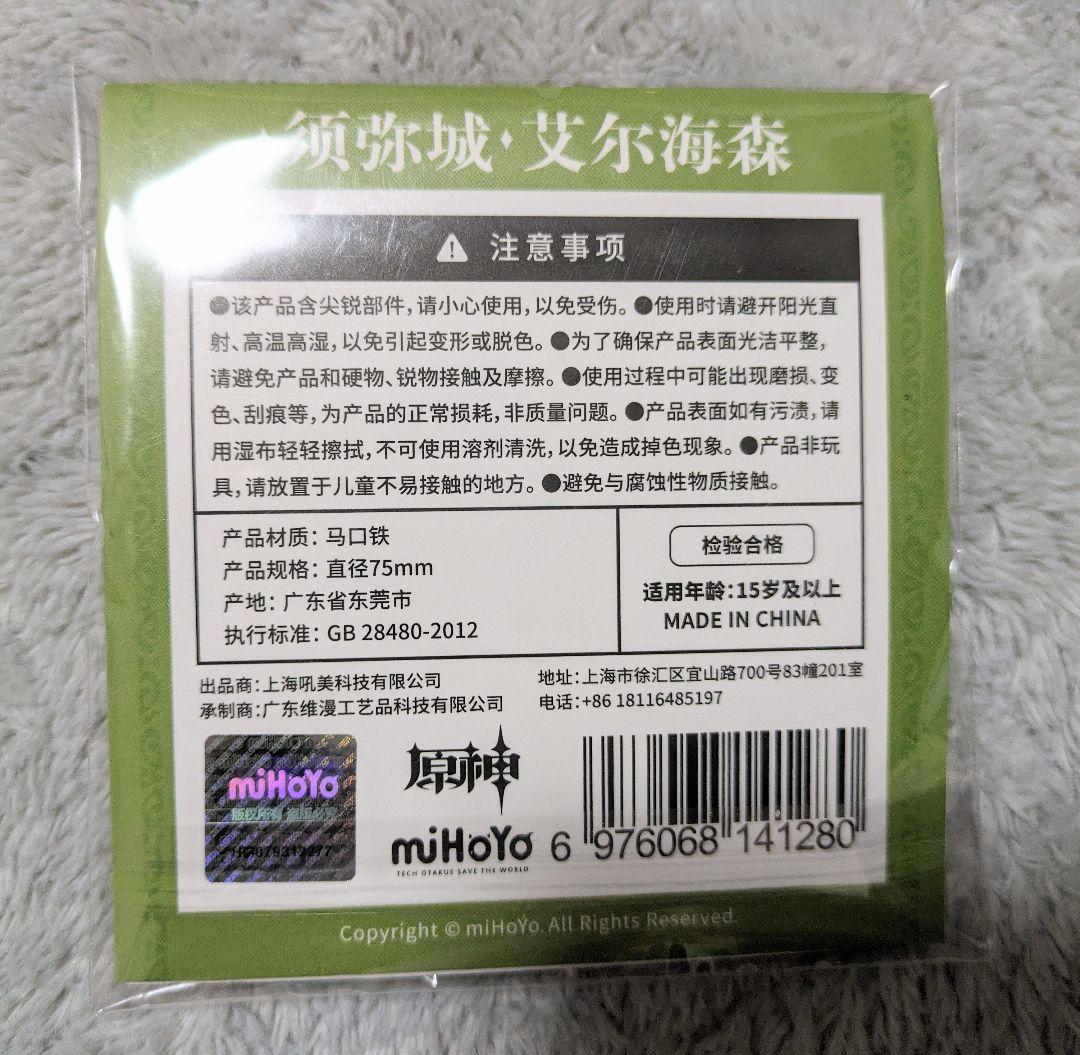 须弥城·艾尔海森
注意事项
●该产品含尖锐部件,请小心使用,以免受伤。●使用时请避开阳光直
射、高温高湿,以免引起变形或脱色。●为了确保产品表面光洁平整,
请避免产品和硬物、锐物接触及摩擦。●使用过程中可能出现磨损、变
色、刮痕等,为产品的正常损耗,非质量问题。●产品表面如有污渍,请
用湿布轻轻擦拭,不可使用溶剂清洗,以免造成掉色现象。●产品非玩
具,请放置于儿童不易接触的地方。●避免与腐蚀性物质接触。
产品材质:马口铁
产品规格:直径75mm
产地:广东省东莞市
执行标准:GB 28480-2012
检验合格
适用年龄:15岁及以上
MADE IN CHINA
出品商:上海吼美科技有限公司
承制商:广东维漫工艺品科技有限公司
地址:上海市徐汇区宜山路700号83幢201室
电话:+86 18116485197
miHoYo
版权所有 盗版必究
原神
miHoYo
TECH OTAKUS SAVE THE WORLD
6 976068 141280
Copyright © miHoYo. All Rights Reserved.